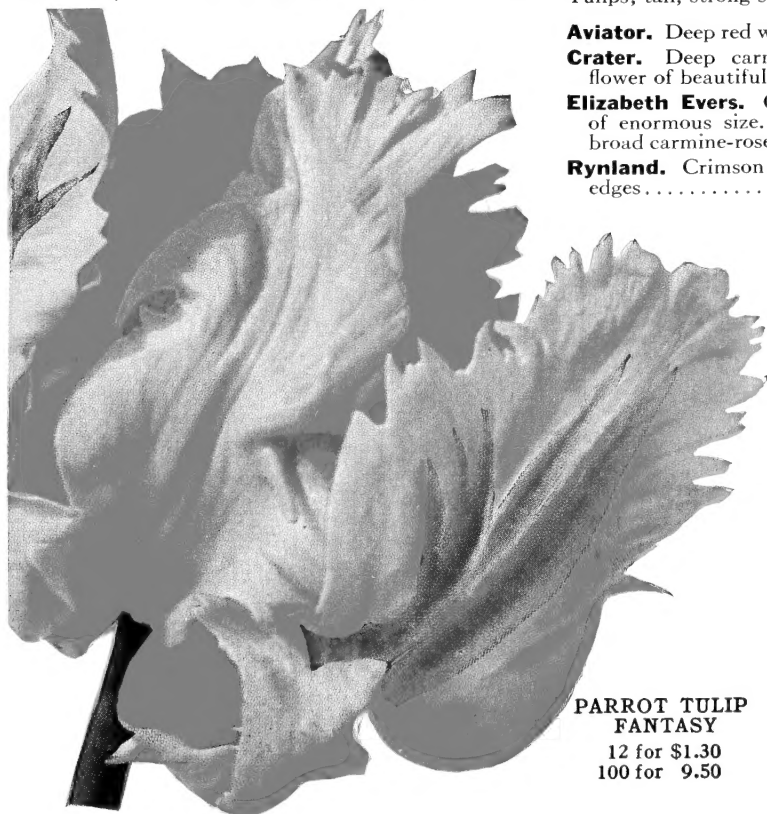 Tulips, tall, strong s
Aviator. Deep red w
Crater. Deep carn
flower of beautiful
Elizabeth Evers.
of enormous size.
broad carmine-rose
Rynland. Crimson
edges . . . . . . . . . . . .
PARROT TULIP
FANTASY
12 for $1.30
100 for 9.50